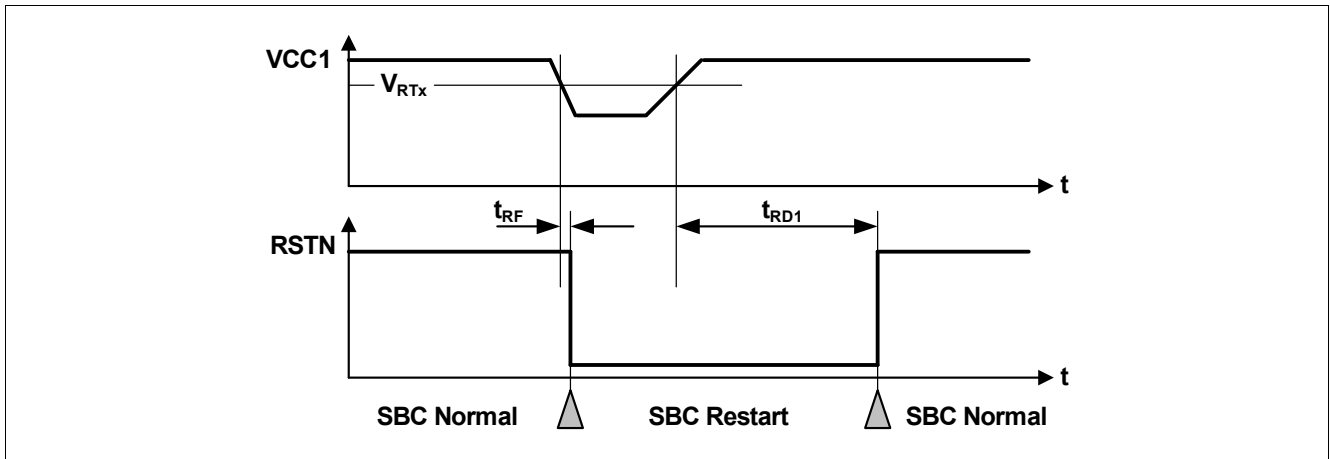 VCC1
VRTx
t
tRF
tRD1
RSTN
t
SBC Normal
SBC Restart
SBC Normal